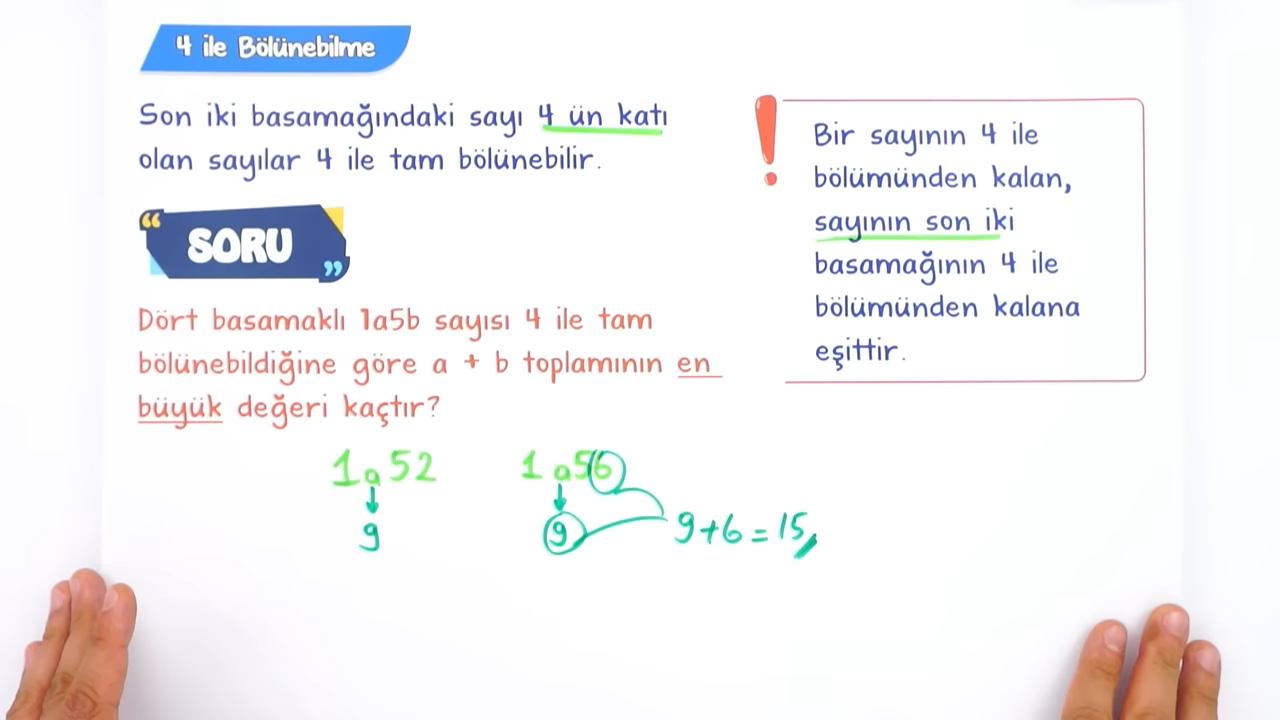 4 ile Bölünebilme
Son iki basamağındaki sayı 4 ün katı
olan sayılar 4 ile tam bölünebilir.
“ SORU ”
Dört basamaklı 1a5b sayısı 4 ile tam
bölünebildiğine göre a + b toplamının en
büyük değeri kaçtır?
1a52
9
1a56
9
9+6=15
!
Bir sayının 4 ile
bölümünden kalan,
sayının son iki
basamağının 4 ile
bölümünden kalana
eşittir.